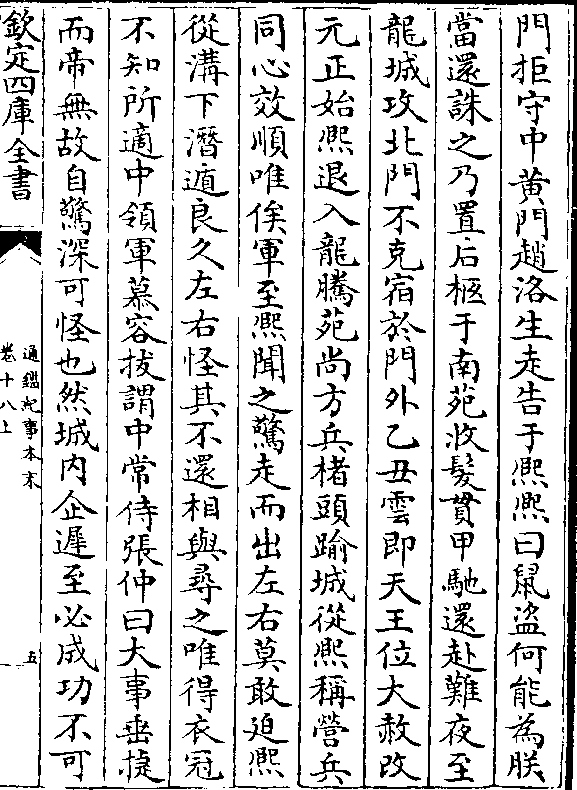 門拒守中黄門趙洛生走告于熙熙曰鼠盜何能為朕
當還誅之乃置后柩于南苑收髮貫甲馳還赴難夜至
龍城攻北門不克宿於門外乙丑雲即天王位大赦改
元正始熙退入龍騰苑尚方兵褚頭踰城從熙稱營兵
同心效順唯俟軍至熙聞之驚走而出左右莫敢迫熙
從溝下潛遁良久左右怪其不還相與尋之唯得衣冠
不知所適中領軍慕容拔謂中常侍張仲曰大事垂捷
而帝無故自驚深可怪也然城内企遲至必成功不可
欽定四庫全書
通鑑紀事本末
卷十八上
五